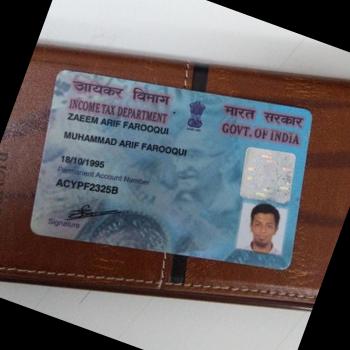 आयकर विभाग
INCOME TAX DEPARTMENT
भारत सरकार
GOVT. OF INDIA
ZAEEM ARIF FAROOQUI
MUHAMMAD ARIF FAROOQUI
18/10/1995
Permanent Account Number
ACYPF2325B
Signature